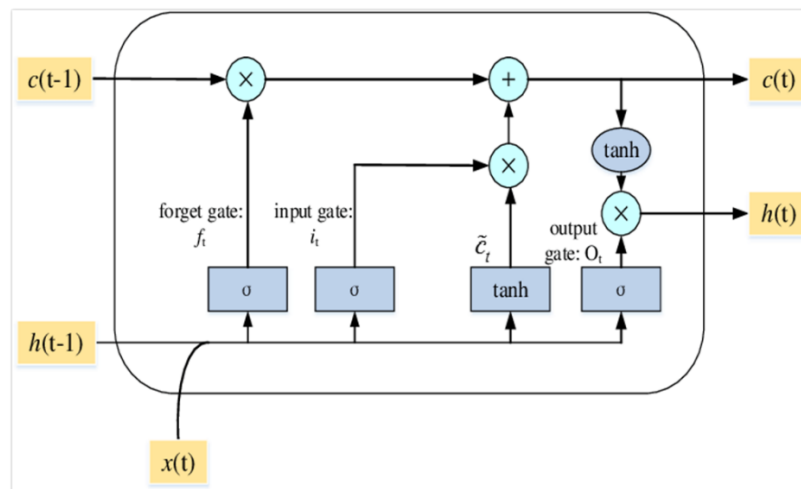 c(t-1)
×
+
c(t)
tanh
×
forget gate:
f_t
input gate:
i_t
c̃_t
output
gate: O_t
×
h(t)
σ
σ
tanh
σ
h(t-1)
x(t)